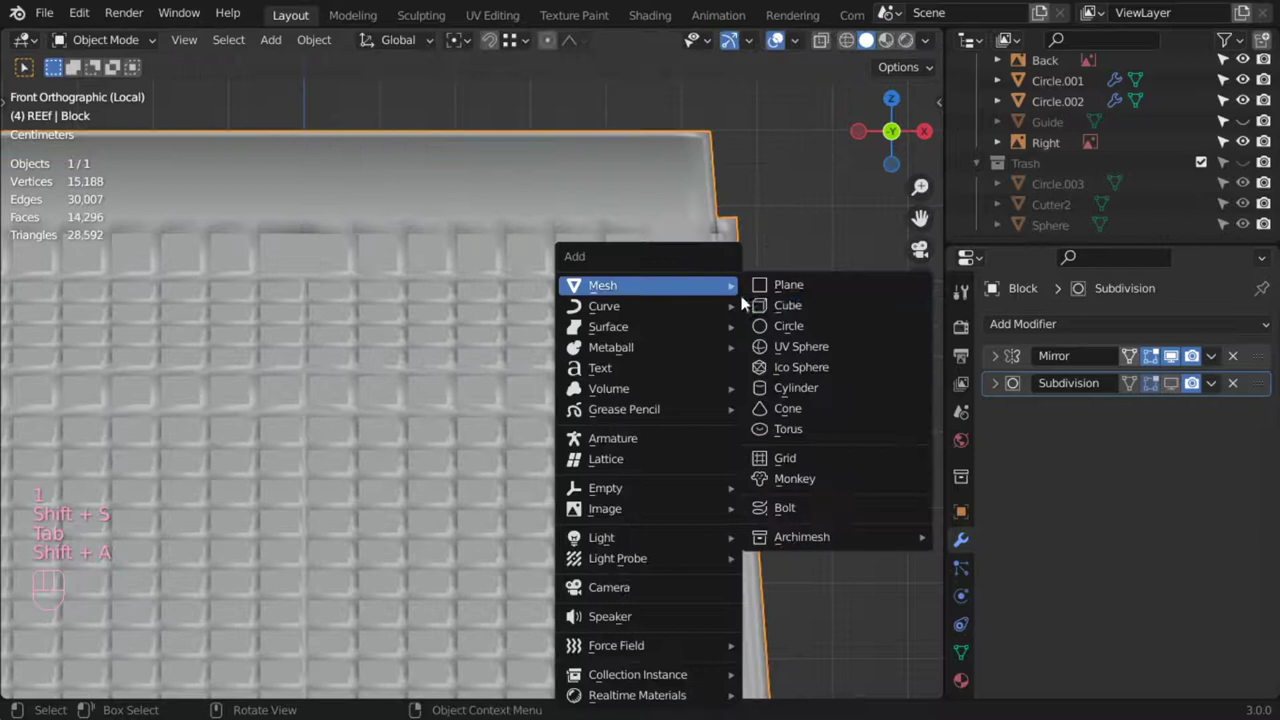 File Edit Render Window Help Layout Modeling Sculpting UV Editing Texture Paint Shading Animation Rendering Com Scene ViewLayer
Object Mode View Select Add Object Global
Options
Front Orthographic (Local)
(4) REEf | Block
Centimeters
Objects 1/1
Vertices 15,188
Edges 30,007
Faces 14,296
Triangles 28,592
Z
-Y
X
Add
Mesh
Curve
Surface
Metaball
Text
Volume
Grease Pencil
Armature
Lattice
Empty
Image
Light
Light Probe
Camera
Speaker
Force Field
Collection Instance
Realtime Materials
Plane
Cube
Circle
UV Sphere
Ico Sphere
Cylinder
Cone
Torus
Grid
Monkey
Bolt
Archimesh
1
Shift + S
Tab
Shift + A
Back
Circle.001
Circle.002
Guide
Right
Trash
Circle.003
Cutter2
Sphere
Block Subdivision
Add Modifier
Mirror
Subdivision
Select Box Select Rotate View Object Context Menu 3.0.0